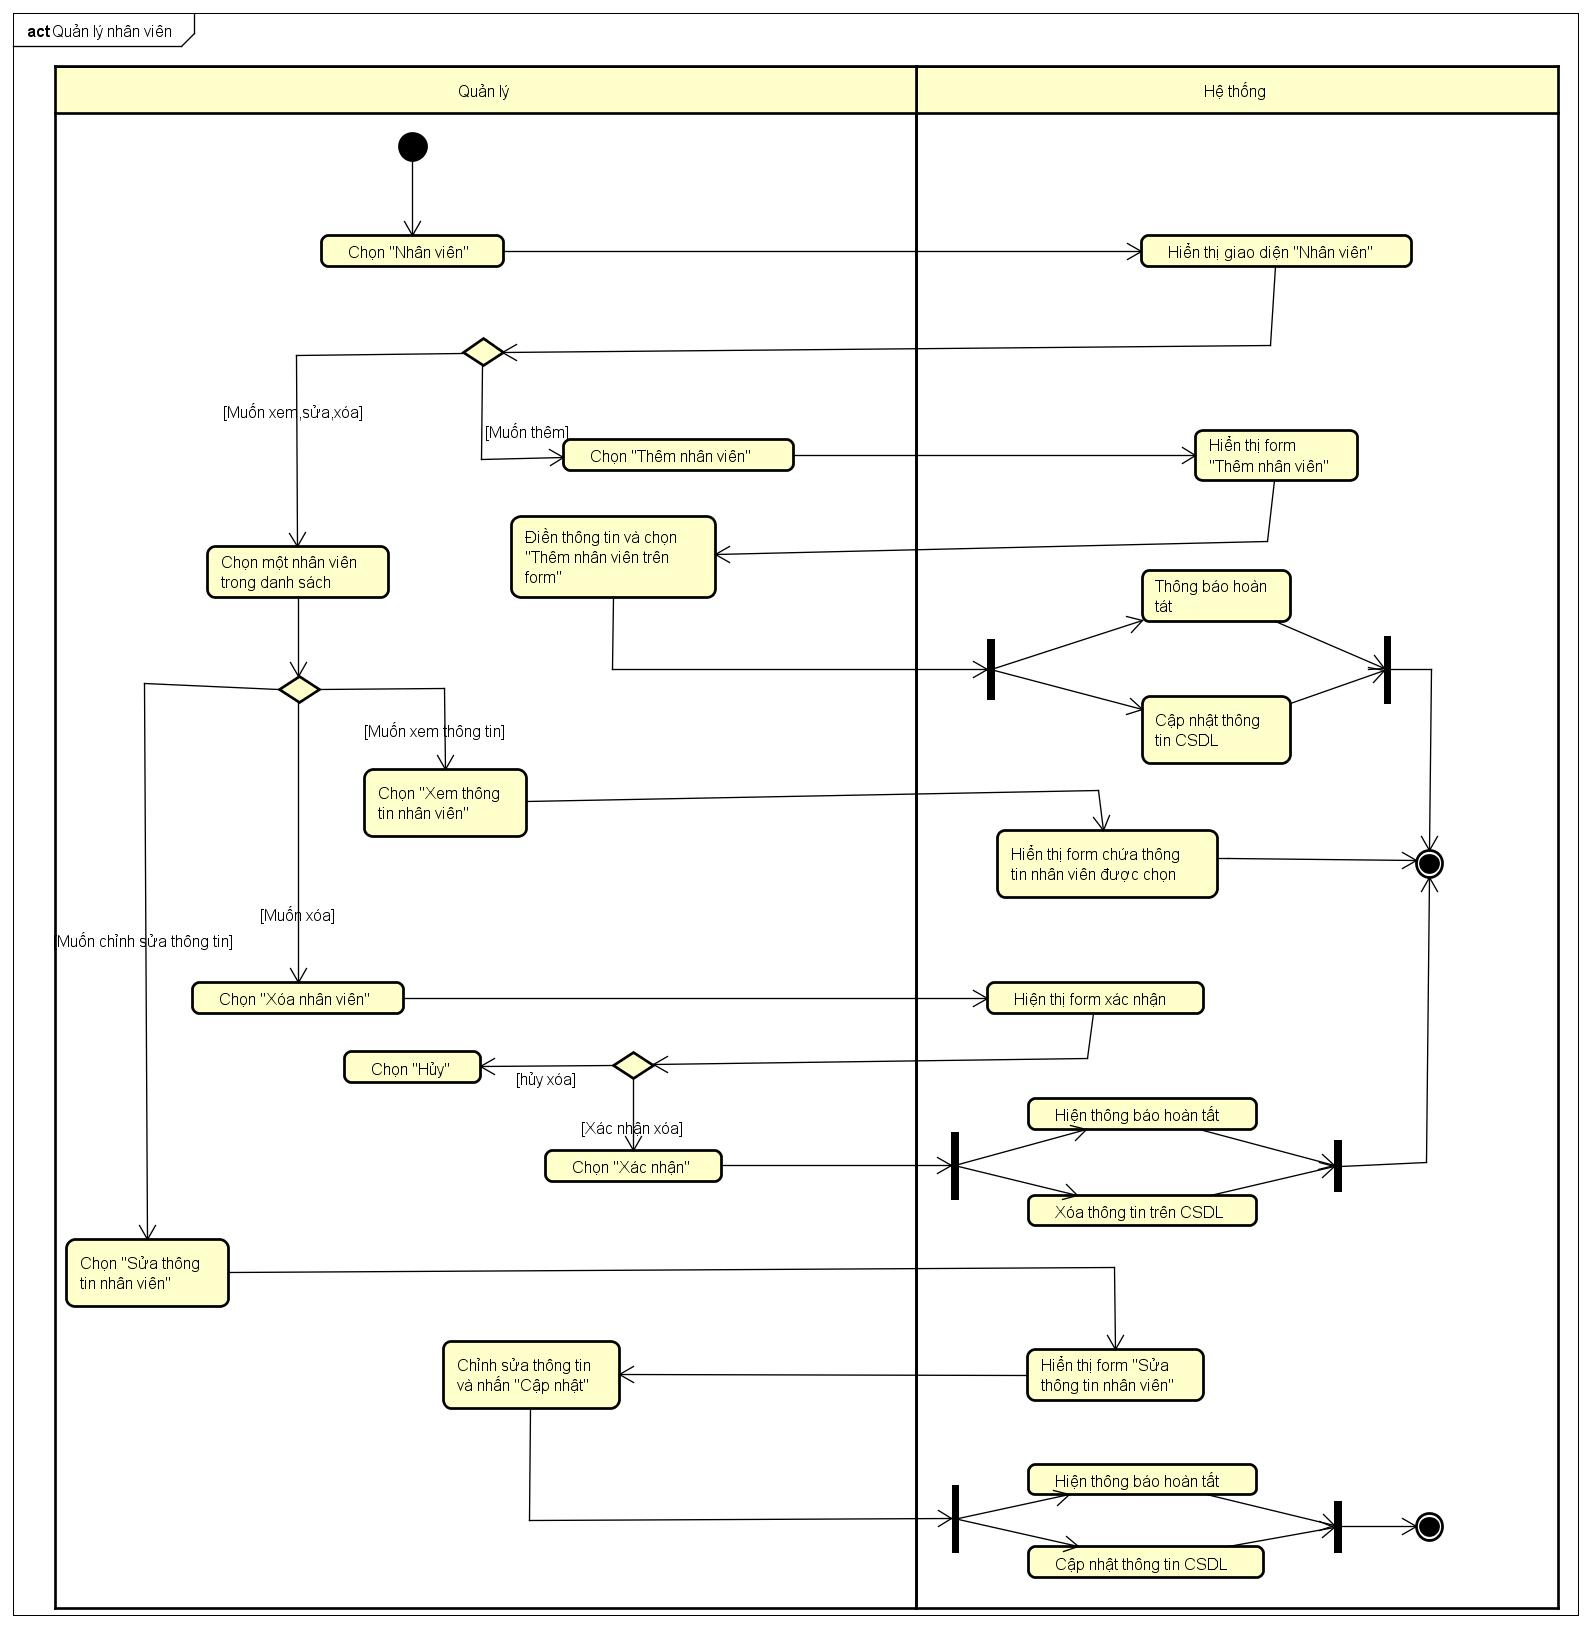 act Quản lý nhân viên
Quản lý
Hệ thống
Chọn "Nhân viên"
Hiển thị giao diện "Nhân viên"
[Muốn xem,sửa,xóa]
[Muốn thêm]
Chọn "Thêm nhân viên"
Hiển thị form
"Thêm nhân viên"
Điền thông tin và chọn
"Thêm nhân viên trên
form"
Chọn một nhân viên
trong danh sách
Thông báo hoàn
tát
Cập nhật thông
tin CSDL
[Muốn xem thông tin]
Chọn "Xem thông
tin nhân viên"
Hiển thị form chứa thông
tin nhân viên được chọn
[Muốn xóa]
[Muốn chỉnh sửa thông tin]
Chọn "Xóa nhân viên"
Hiện thị form xác nhận
Chọn "Hủy"
[hủy xóa]
[Xác nhận xóa]
Chọn "Xác nhận"
Hiện thông báo hoàn tất
Xóa thông tin trên CSDL
Chọn "Sửa thông
tin nhân viên"
Chỉnh sửa thông tin
và nhấn "Cập nhật"
Hiển thị form "Sửa
thông tin nhân viên"
Hiện thông báo hoàn tất
Cập nhật thông tin CSDL